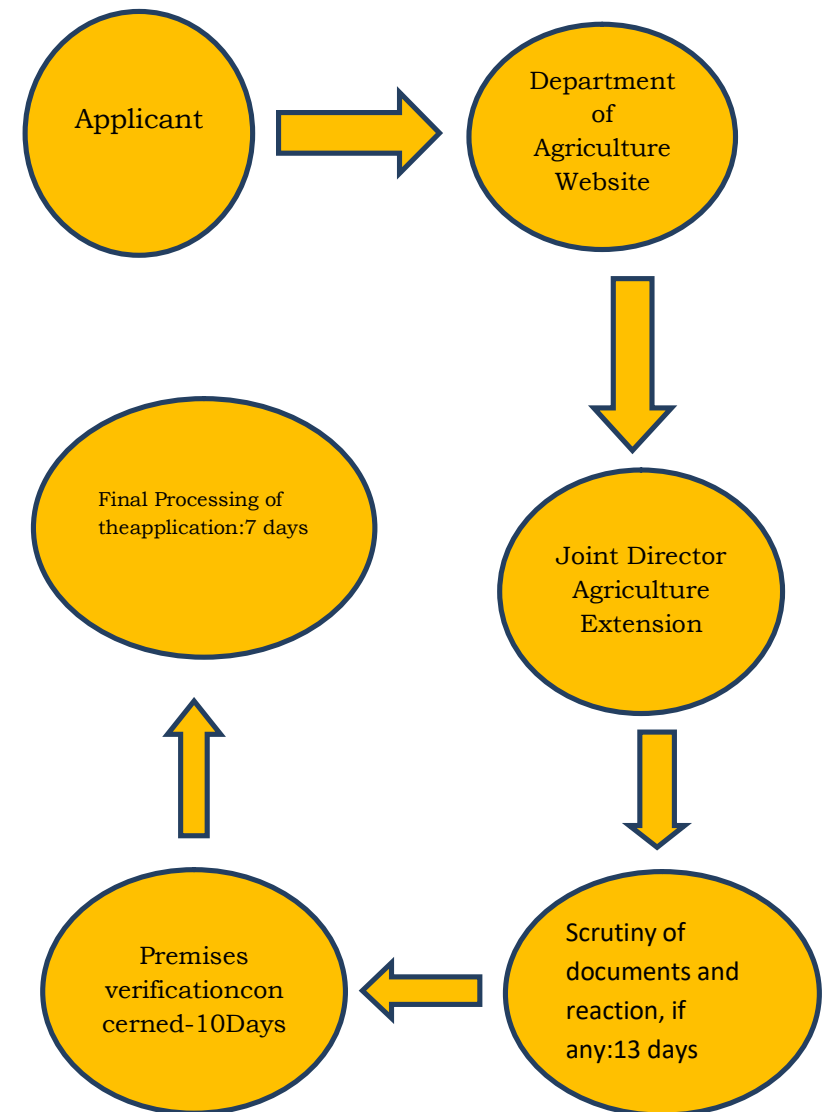 Applicant
Department
of
Agriculture
Website
Joint Director
Agriculture
Extension
Scrutiny of
documents and
reaction, if
any:13 days
Premises
verificationcon
cerned-10Days
Final Processing of
theapplication:7 days